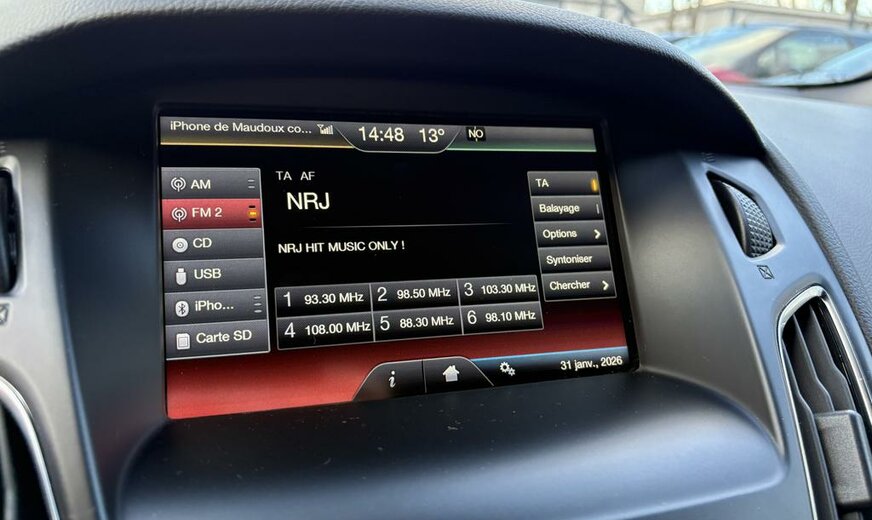 iPhone de Maudoux co...
14:48 13° NO
AM
FM 2
CD
USB
iPho...
Carte SD
TA AF
NRJ
NRJ HIT MUSIC ONLY !
1 93.30 MHz 2 98.50 MHz 3 103.30 MHz
4 108.00 MHz 5 88.30 MHz 6 98.10 MHz
TA
Balayage
Options
Syntoniser
Chercher
i
31 janv., 2026